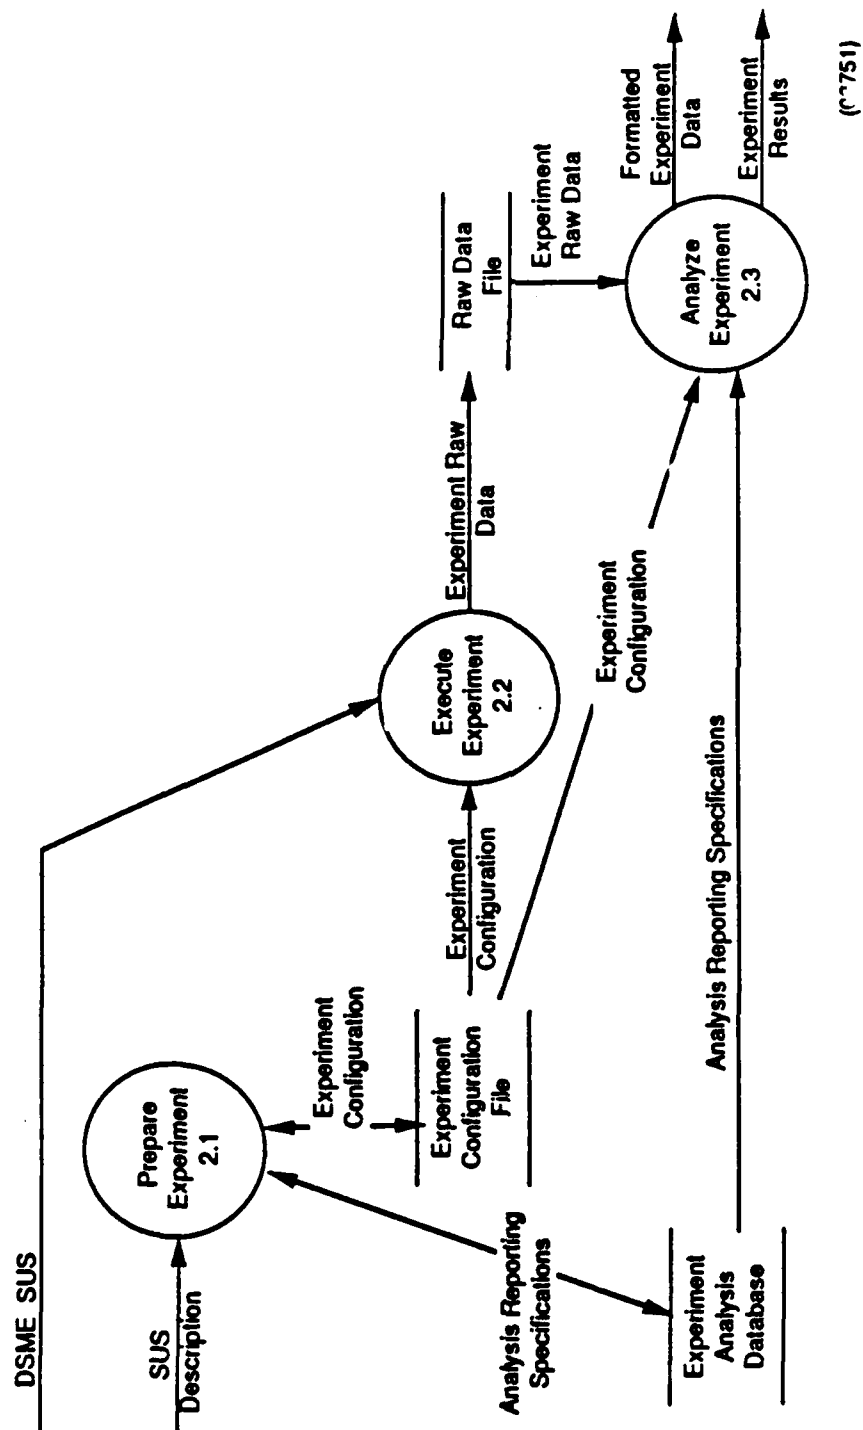 DSME SUS
SUS
Description
Prepare
Experiment
2.1
Experiment
Configuration
Experiment
Configuration
File
Analysis Reporting
Specifications
Experiment
Analysis
Database
Experiment
Configuration
Execute
Experiment
2.2
Experiment Raw
Data
Raw Data
File
Experiment
Raw Data
Experiment
Configuration
Analysis Reporting Specifications
Analyze
Experiment
2.3
Formatted
Experiment
Data
Experiment
Results